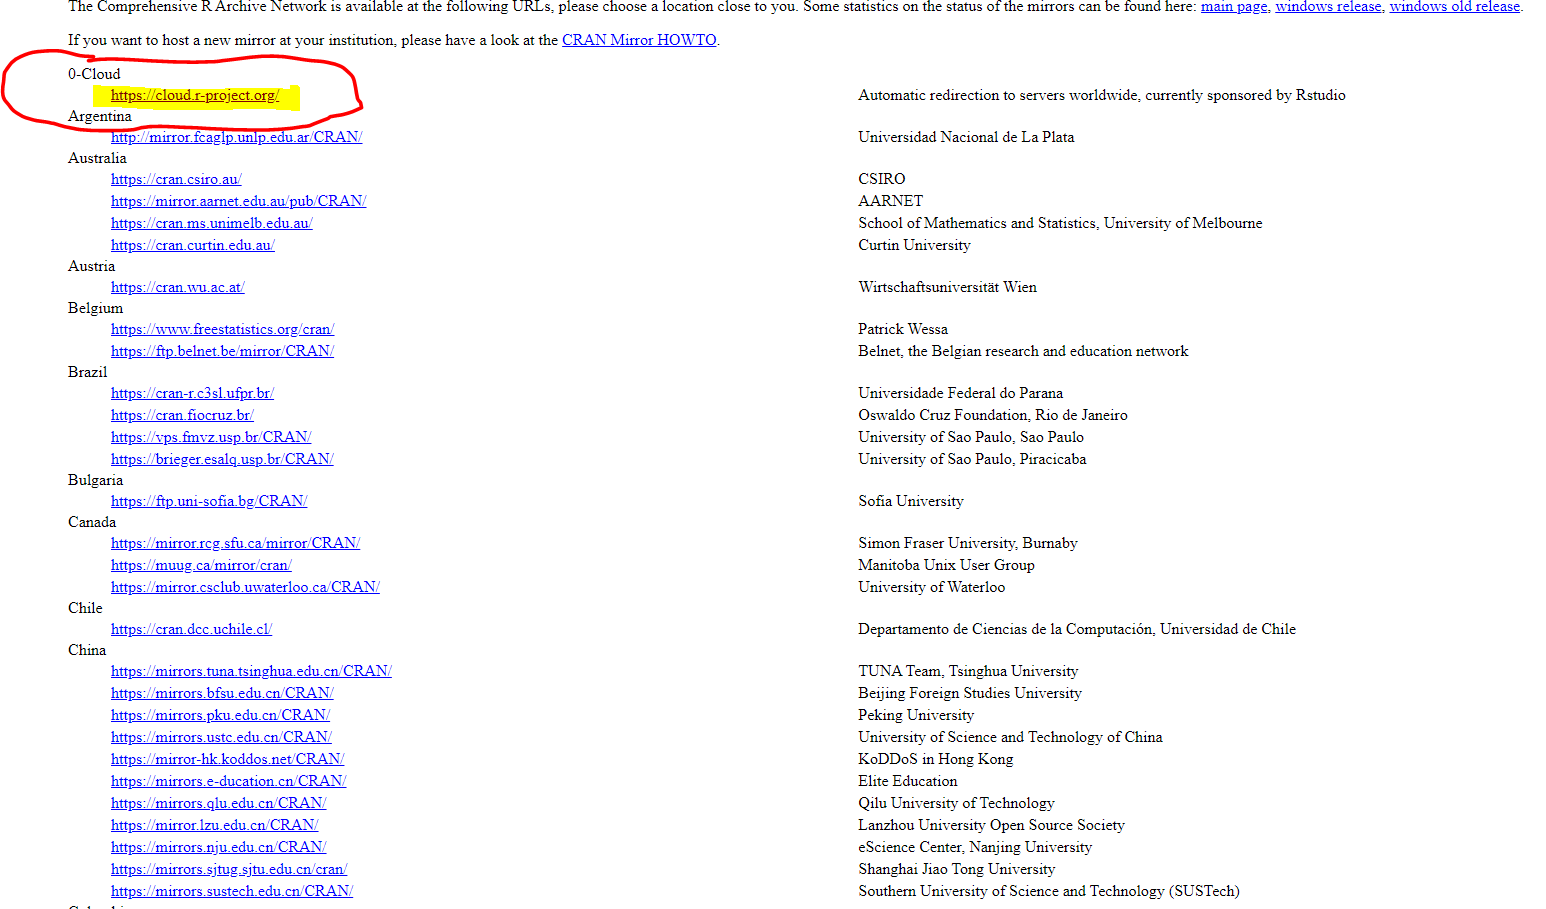 The Comprehensive R Archive Network is available at the following URLs, please choose a location close to you. Some statistics on the status of the mirrors can be found here: main page, windows release, windows old release.
If you want to host a new mirror at your institution, please have a look at the CRAN Mirror HOWTO.
0-Cloud
https://cloud.r-project.org/ Automatic redirection to servers worldwide, currently sponsored by Rstudio
Argentina
http://mirror.fcaglp.unlp.edu.ar/CRAN/ Universidad Nacional de La Plata
Australia
https://cran.csiro.au/ CSIRO
https://mirror.aarnet.edu.au/pub/CRAN/ AARNET
https://cran.ms.unimelb.edu.au/ School of Mathematics and Statistics, University of Melbourne
https://cran.curtin.edu.au/ Curtin University
Austria
https://cran.wu.ac.at/ Wirtschaftsuniversität Wien
Belgium
https://www.freestatistics.org/cran/ Patrick Wessa
https://ftp.belnet.be/mirror/CRAN/ Belnet, the Belgian research and education network
Brazil
https://cran-r.c3sl.ufpr.br/ Universidade Federal do Parana
https://cran.fiocruz.br/ Oswaldo Cruz Foundation, Rio de Janeiro
https://vps.fmvz.usp.br/CRAN/ University of Sao Paulo, Sao Paulo
https://brieger.esalq.usp.br/CRAN/ University of Sao Paulo, Piracicaba
Bulgaria
https://ftp.uni-sofia.bg/CRAN/ Sofia University
Canada
https://mirror.rcg.sfu.ca/mirror/CRAN/ Simon Fraser University, Burnaby
https://muug.ca/mirror/cran/ Manitoba Unix User Group
https://mirror.csclub.uwaterloo.ca/CRAN/ University of Waterloo
Chile
https://cran.dcc.uchile.cl/ Departamento de Ciencias de la Computación, Universidad de Chile
China
https://mirrors.tuna.tsinghua.edu.cn/CRAN/ TUNA Team, Tsinghua University
https://mirrors.bfsu.edu.cn/CRAN/ Beijing Foreign Studies University
https://mirrors.pku.edu.cn/CRAN/ Peking University
https://mirrors.ustc.edu.cn/CRAN/ University of Science and Technology of China
https://mirror-hk.koddos.net/CRAN/ KoDDoS in Hong Kong
https://mirrors.e-ducation.cn/CRAN/ Elite Education
https://mirrors.qlu.edu.cn/CRAN/ Qilu University of Technology
https://mirror.lzu.edu.cn/CRAN/ Lanzhou University Open Source Society
https://mirrors.nju.edu.cn/CRAN/ eScience Center, Nanjing University
https://mirrors.sjtug.sjtu.edu.cn/cran/ Shanghai Jiao Tong University
https://mirrors.sustech.edu.cn/CRAN/ Southern University of Science and Technology (SUSTech)